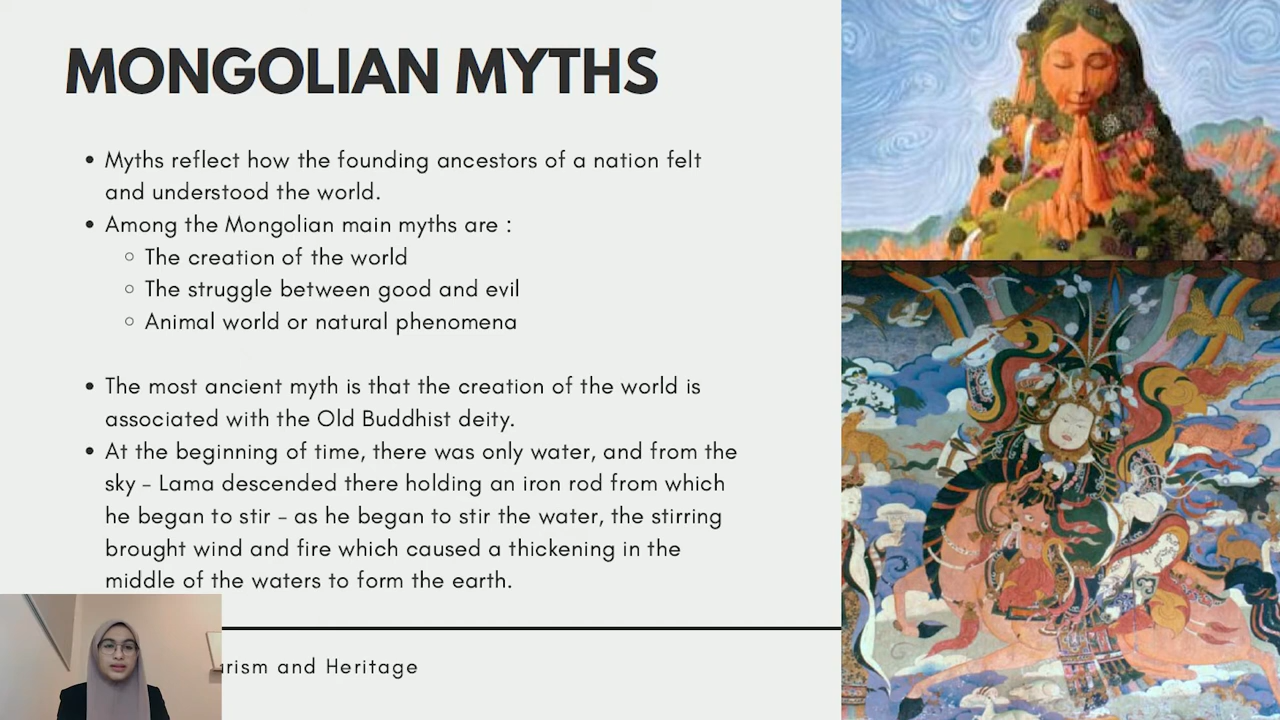 MONGOLIAN MYTHS
• Myths reflect how the founding ancestors of a nation felt
and understood the world.
• Among the Mongolian main myths are :
◦ The creation of the world
◦ The struggle between good and evil
◦ Animal world or natural phenomena
• The most ancient myth is that the creation of the world is
associated with the Old Buddhist deity.
• At the beginning of time, there was only water, and from the
sky – Lama descended there holding an iron rod from which
he began to stir – as he began to stir the water, the stirring
brought wind and fire which caused a thickening in the
middle of the waters to form the earth.
and Heritage